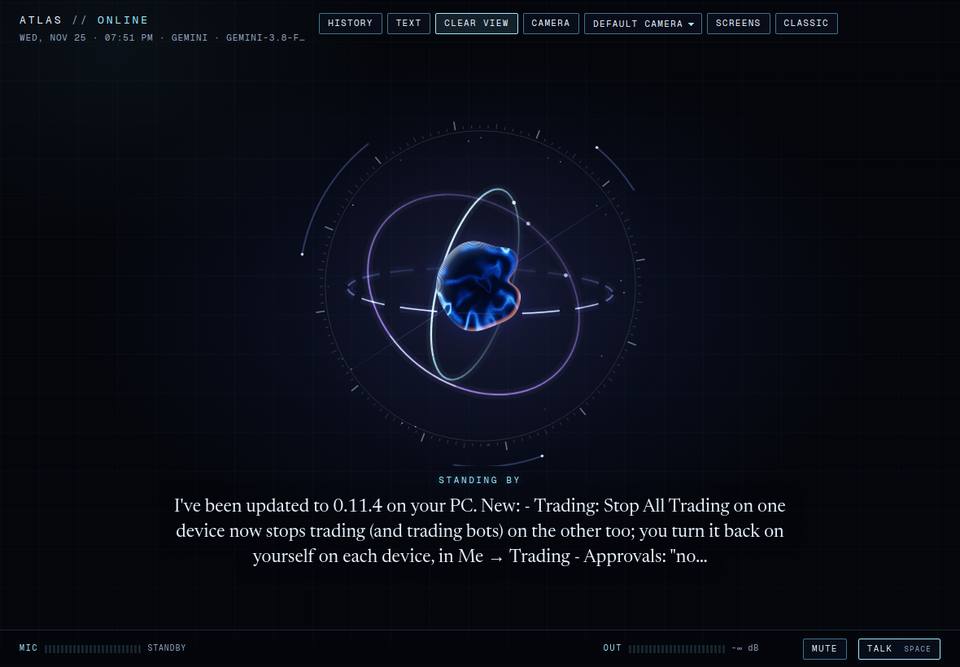 ATLAS // ONLINE
WED, NOV 25 · 07:51 PM · GEMINI · GEMINI-3.8-F…
HISTORY
TEXT
CLEAR VIEW
CAMERA
DEFAULT CAMERA
SCREENS
CLASSIC
STANDING BY
I've been updated to 0.11.4 on your PC. New: - Trading: Stop All Trading on one
device now stops trading (and trading bots) on the other too; you turn it back on
yourself on each device, in Me → Trading - Approvals: "no...
MIC
STANDBY
OUT
-∞ dB
MUTE
TALK SPACE